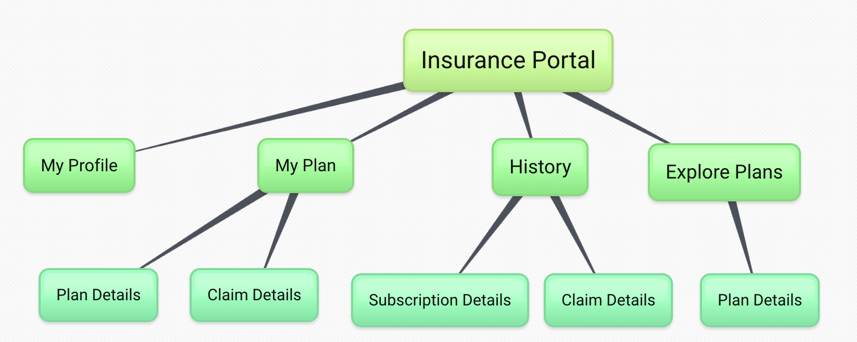 Insurance Portal
My Profile
My Plan
History
Explore Plans
Plan Details
Claim Details
Subscription Details
Claim Details
Plan Details